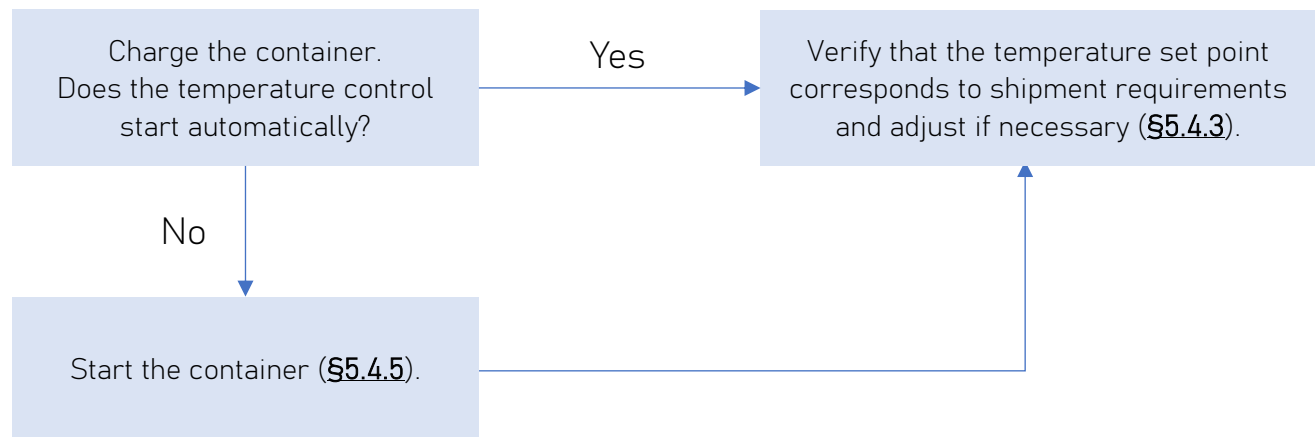 Charge the container.
Does the temperature control
start automatically?
Yes
Verify that the temperature set point
corresponds to shipment requirements
and adjust if necessary (§5.4.3).
No
Start the container (§5.4.5).